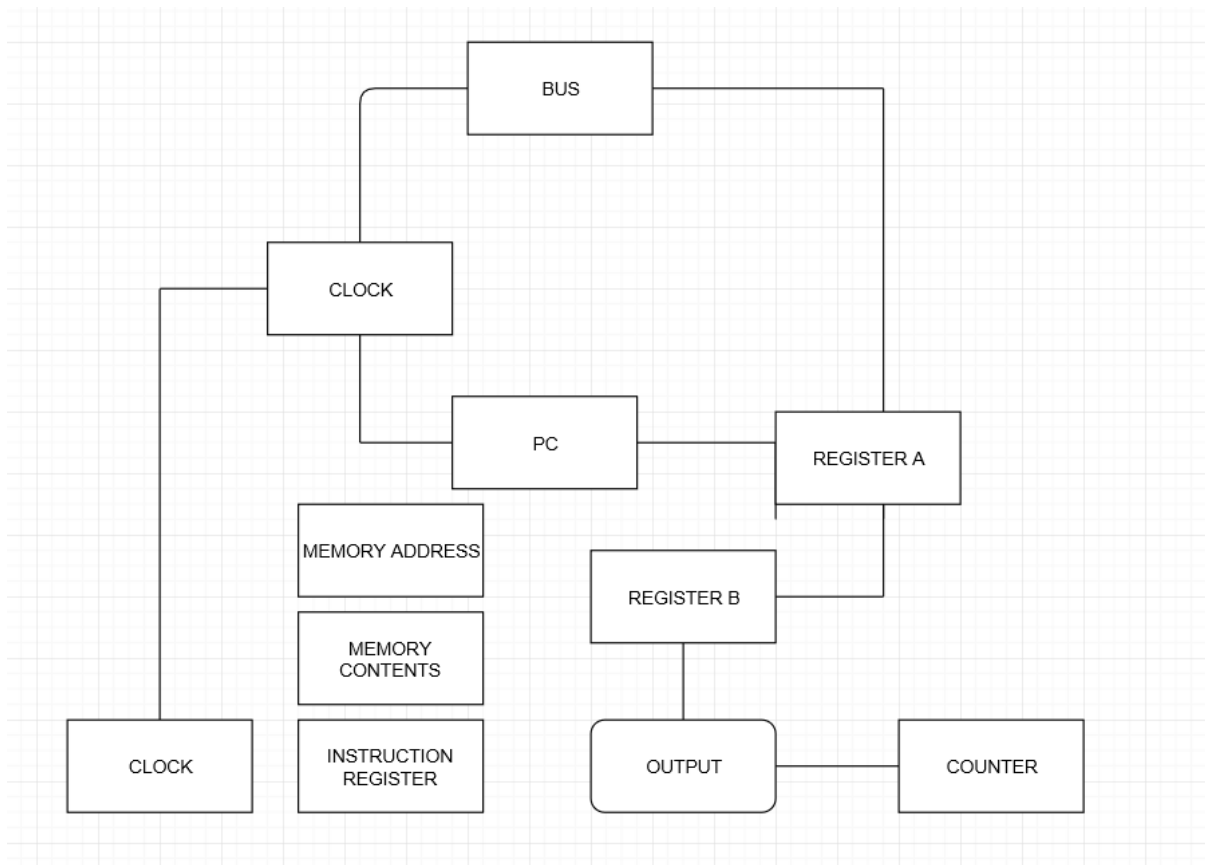 BUS
CLOCK
PC
REGISTER A
MEMORY ADDRESS
REGISTER B
MEMORY
CONTENTS
CLOCK
INSTRUCTION
REGISTER
OUTPUT
COUNTER